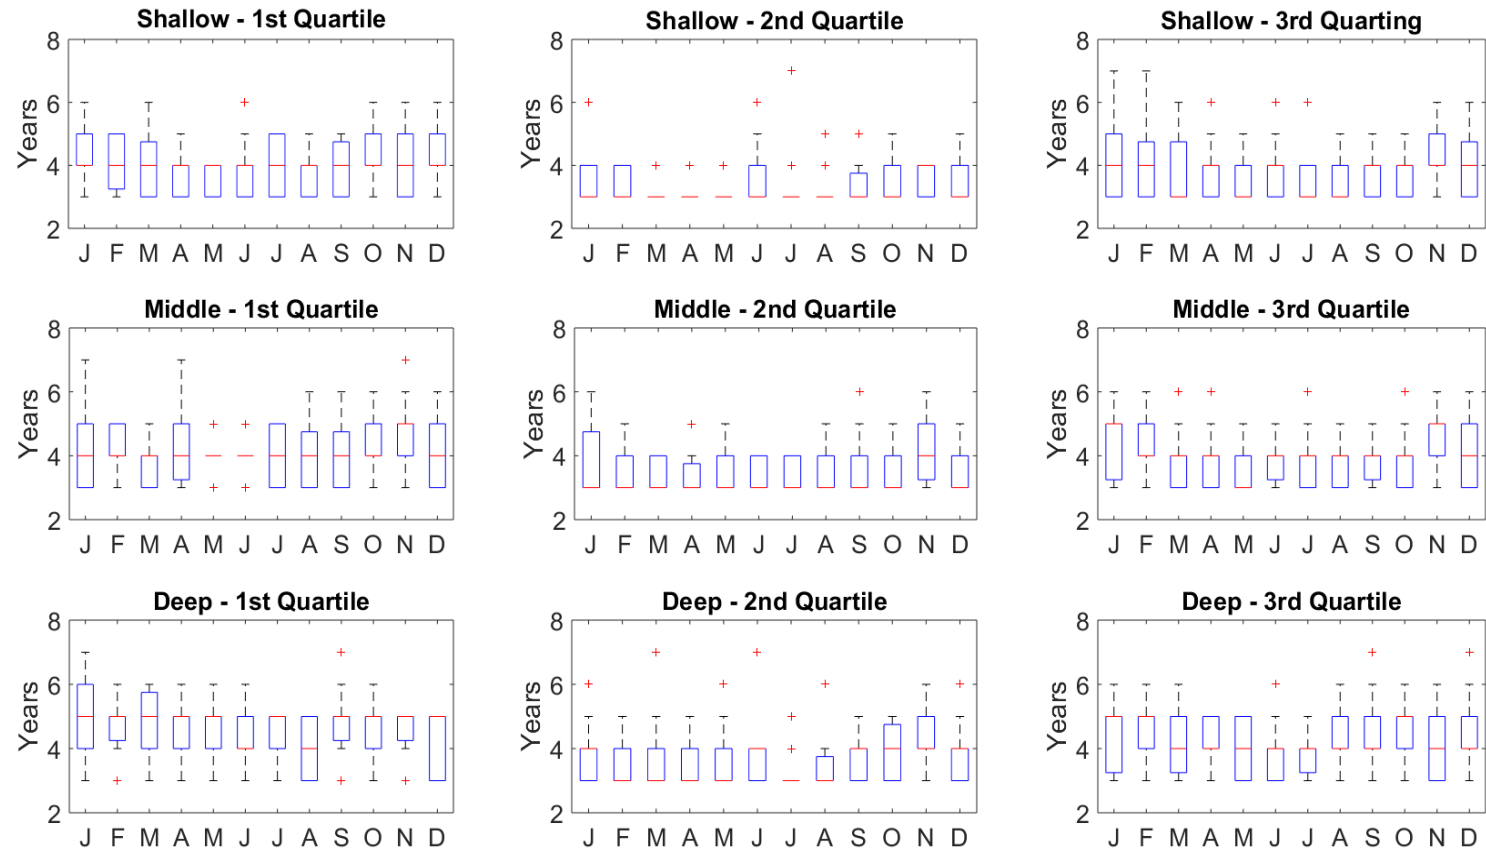 Shallow - 1st Quartile
8
6
4
2
Years
J F M A M J J A S O N D
Shallow - 2nd Quartile
8
6
4
2
Years
J F M A M J J A S O N D
Shallow - 3rd Quarting
8
6
4
2
Years
J F M A M J J A S O N D
Middle - 1st Quartile
8
6
4
2
Years
J F M A M J J A S O N D
Middle - 2nd Quartile
8
6
4
2
Years
J F M A M J J A S O N D
Middle - 3rd Quartile
8
6
4
2
Years
J F M A M J J A S O N D
Deep - 1st Quartile
8
6
4
2
Years
J F M A M J J A S O N D
Deep - 2nd Quartile
8
6
4
2
Years
J F M A M J J A S O N D
Deep - 3rd Quartile
8
6
4
2
Years
J F M A M J J A S O N D